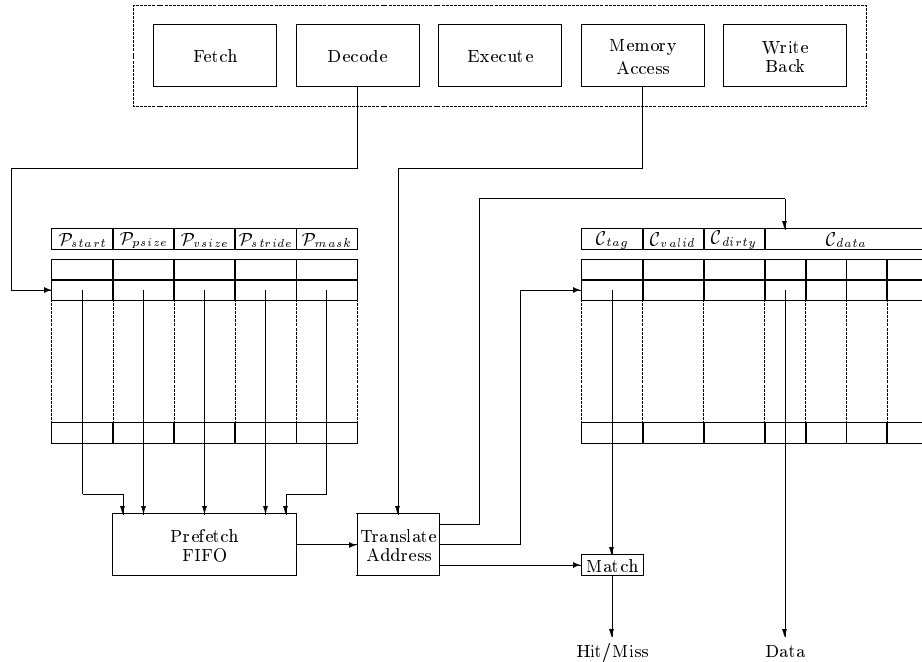 Fetch
Decode
Execute
Memory
Access
Write
Back
P_start P_psize P_vsize P_stride P_mask
C_tag C_valid C_dirty C_data
Prefetch
FIFO
Translate
Address
Match
Hit/Miss
Data